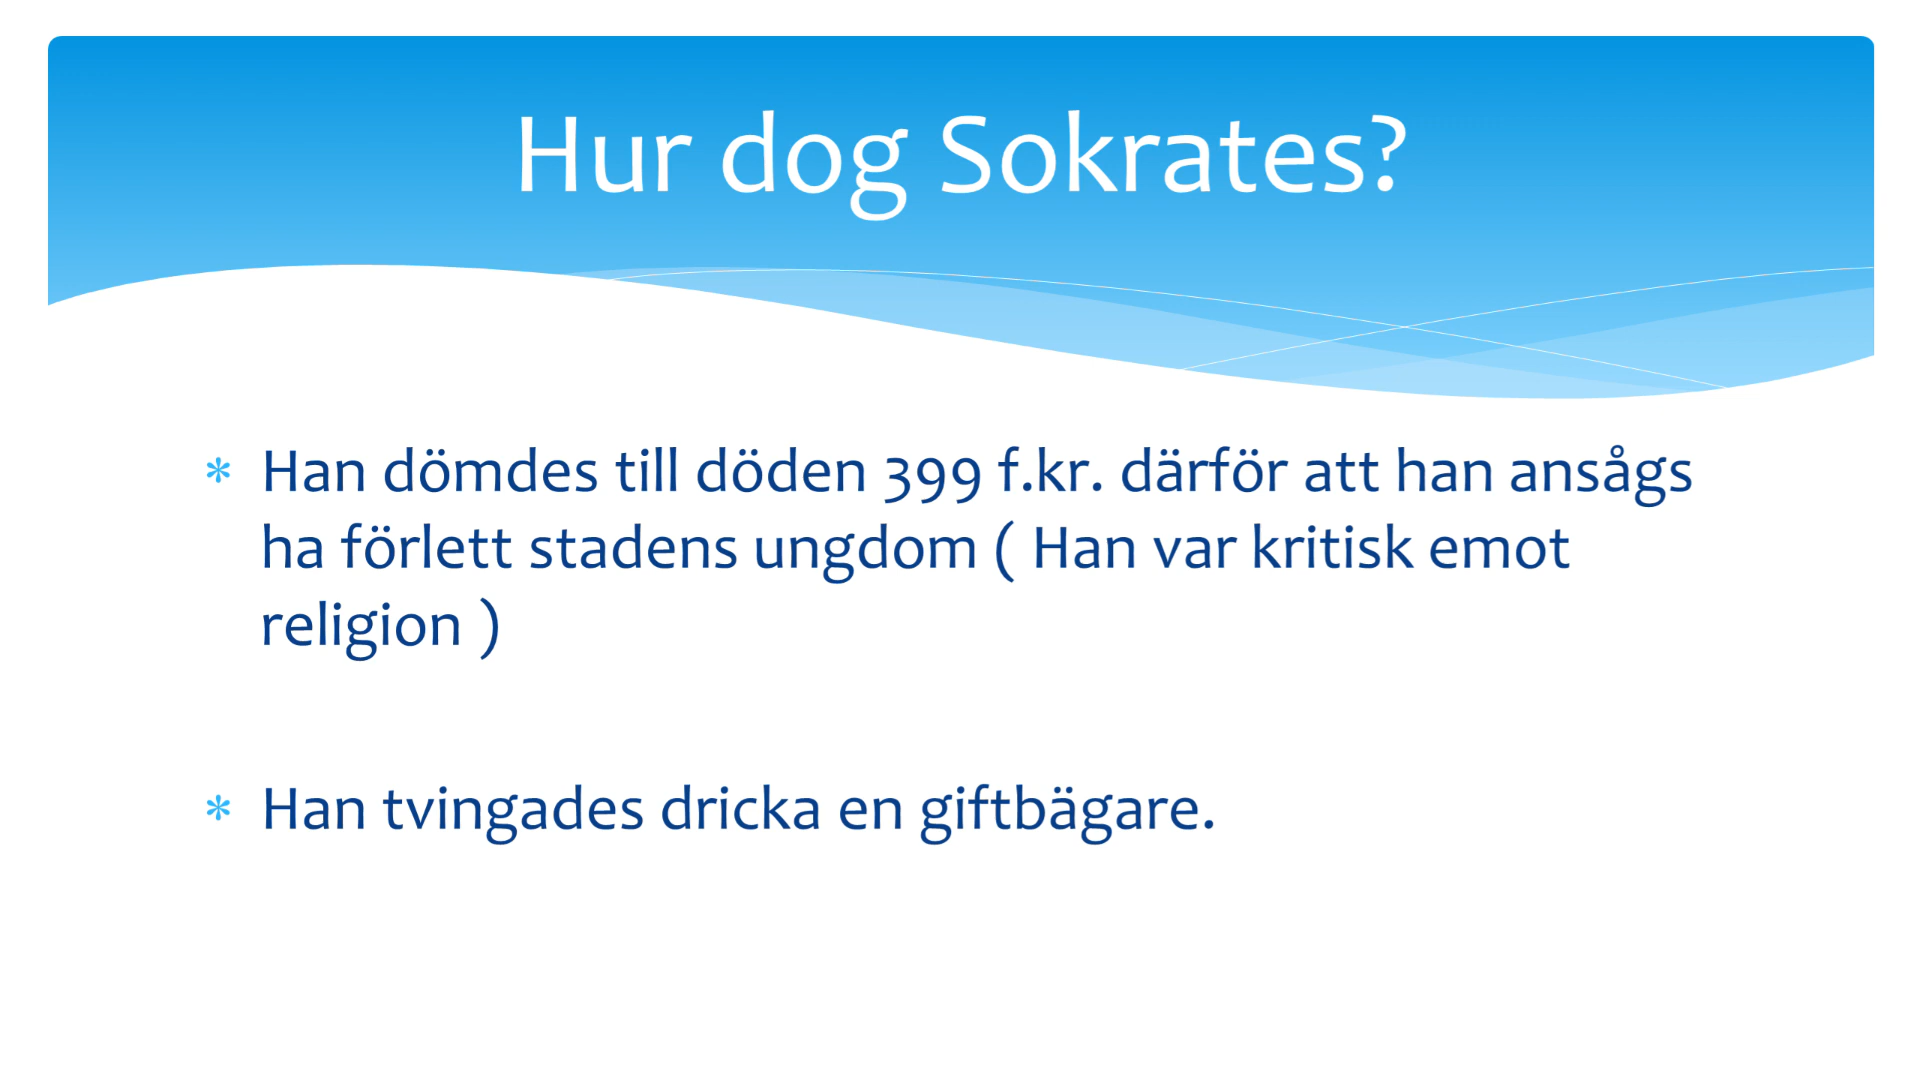 Hur dog Sokrates?
* Han dömdes till döden 399 f.kr. därför att han ansågs
ha förlett stadens ungdom ( Han var kritisk emot
religion )
* Han tvingades dricka en giftbägare.